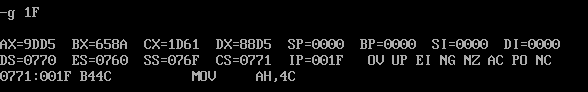 -g 1F
AX=9DD5 BX=658A CX=1D61 DX=88D5 SP=0000 BP=0000 SI=0000 DI=0000
DS=0770 ES=0760 SS=076F CS=0771 IP=001F OV UP EI NG NZ AC PO NC
0771:001F B44C MOV AH,4C